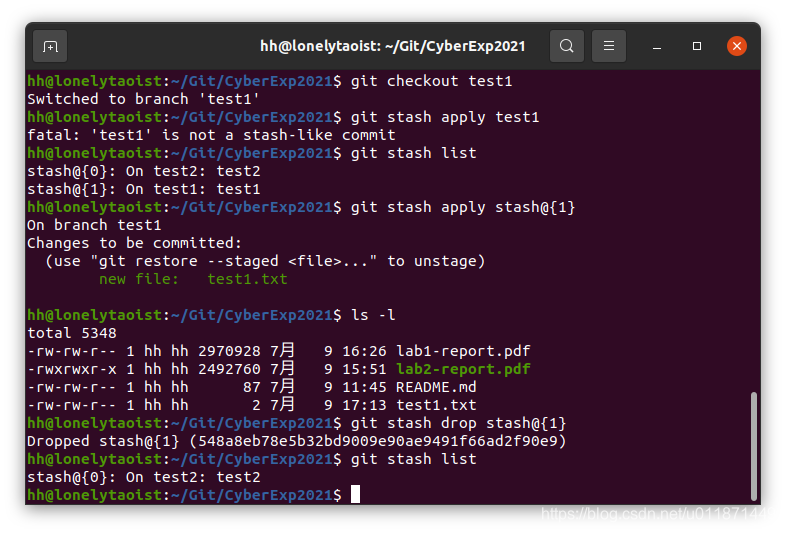 hh@lonelytaoist: ~/Git/CyberExp2021
hh@lonelytaoist:~/Git/CyberExp2021$ git checkout test1
Switched to branch 'test1'
hh@lonelytaoist:~/Git/CyberExp2021$ git stash apply test1
fatal: 'test1' is not a stash-like commit
hh@lonelytaoist:~/Git/CyberExp2021$ git stash list
stash@{0}: On test2: test2
stash@{1}: On test1: test1
hh@lonelytaoist:~/Git/CyberExp2021$ git stash apply stash@{1}
On branch test1
Changes to be committed:
  (use "git restore --staged <file>..." to unstage)
        new file:   test1.txt

hh@lonelytaoist:~/Git/CyberExp2021$ ls -l
total 5348
-rw-rw-r-- 1 hh hh 2970928 7月   9 16:26 lab1-report.pdf
-rwxrwxr-x 1 hh hh 2492760 7月   9 15:51 lab2-report.pdf
-rw-rw-r-- 1 hh hh      87 7月   9 11:45 README.md
-rw-rw-r-- 1 hh hh       2 7月   9 17:13 test1.txt
hh@lonelytaoist:~/Git/CyberExp2021$ git stash drop stash@{1}
Dropped stash@{1} (548a8eb78e5b32bd9009e90ae9491f66ad2f90e9)
hh@lonelytaoist:~/Git/CyberExp2021$ git stash list
stash@{0}: On test2: test2
hh@lonelytaoist:~/Git/CyberExp2021$